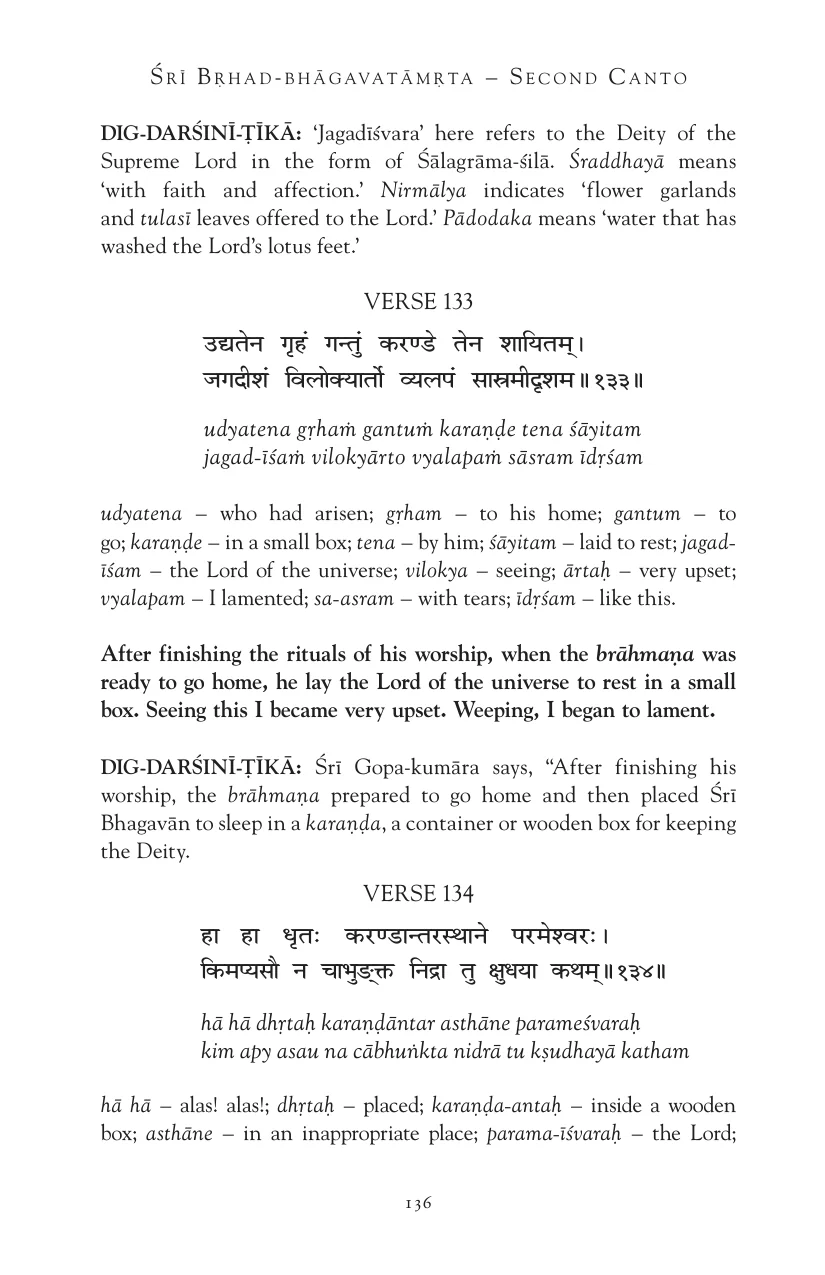 ŚRĪ BṚHAD-BHĀGAVATĀMṚTA – SECOND CANTO
DIG-DARŚINĪ-ṬĪKĀ: ‘Jagadīśvara’ here refers to the Deity of the
Supreme Lord in the form of Śālagrāma-śilā. Śraddhayā means
‘with faith and affection.’ Nirmālya indicates ‘flower garlands
and tulasī leaves offered to the Lord.’ Pādodaka means ‘water that has
washed the Lord’s lotus feet.’
VERSE 133
उद्यतेन गृहं गन्तुं करण्डे तेन शायितम्।
जगदीशं विलोक्यार्तो व्यलपं सास्रमीदृशम॥१३३॥
udyatena gṛhaṁ gantuṁ karaṇḍe tena śāyitam
jagad-īśaṁ vilokyārto vyalapaṁ sāsram īdṛśam
udyatena – who had arisen; gṛham – to his home; gantum – to
go; karaṇḍe – in a small box; tena – by him; śāyitam – laid to rest; jagad-
īśam – the Lord of the universe; vilokya – seeing; ārtaḥ – very upset;
vyalapam – I lamented; sa-asram – with tears; īdṛśam – like this.
After finishing the rituals of his worship, when the brāhmaṇa was
ready to go home, he lay the Lord of the universe to rest in a small
box. Seeing this I became very upset. Weeping, I began to lament.
DIG-DARŚINĪ-ṬĪKĀ: Śrī Gopa-kumāra says, “After finishing his
worship, the brāhmaṇa prepared to go home and then placed Śrī
Bhagavān to sleep in a karaṇḍa, a container or wooden box for keeping
the Deity.
VERSE 134
हा हा धृतः करण्डान्तरस्थाने परमेश्वरः।
किमप्यसौ न चाभुङ्क्त निद्रा तु क्षुधया कथम्॥१३४॥
hā hā dhṛtaḥ karaṇḍāntar asthāne parameśvaraḥ
kim apy asau na cābhuṅkta nidrā tu kṣudhayā katham
hā hā – alas! alas!; dhṛtaḥ – placed; karaṇḍa-antaḥ – inside a wooden
box; asthāne – in an inappropriate place; parama-īśvaraḥ – the Lord;
136